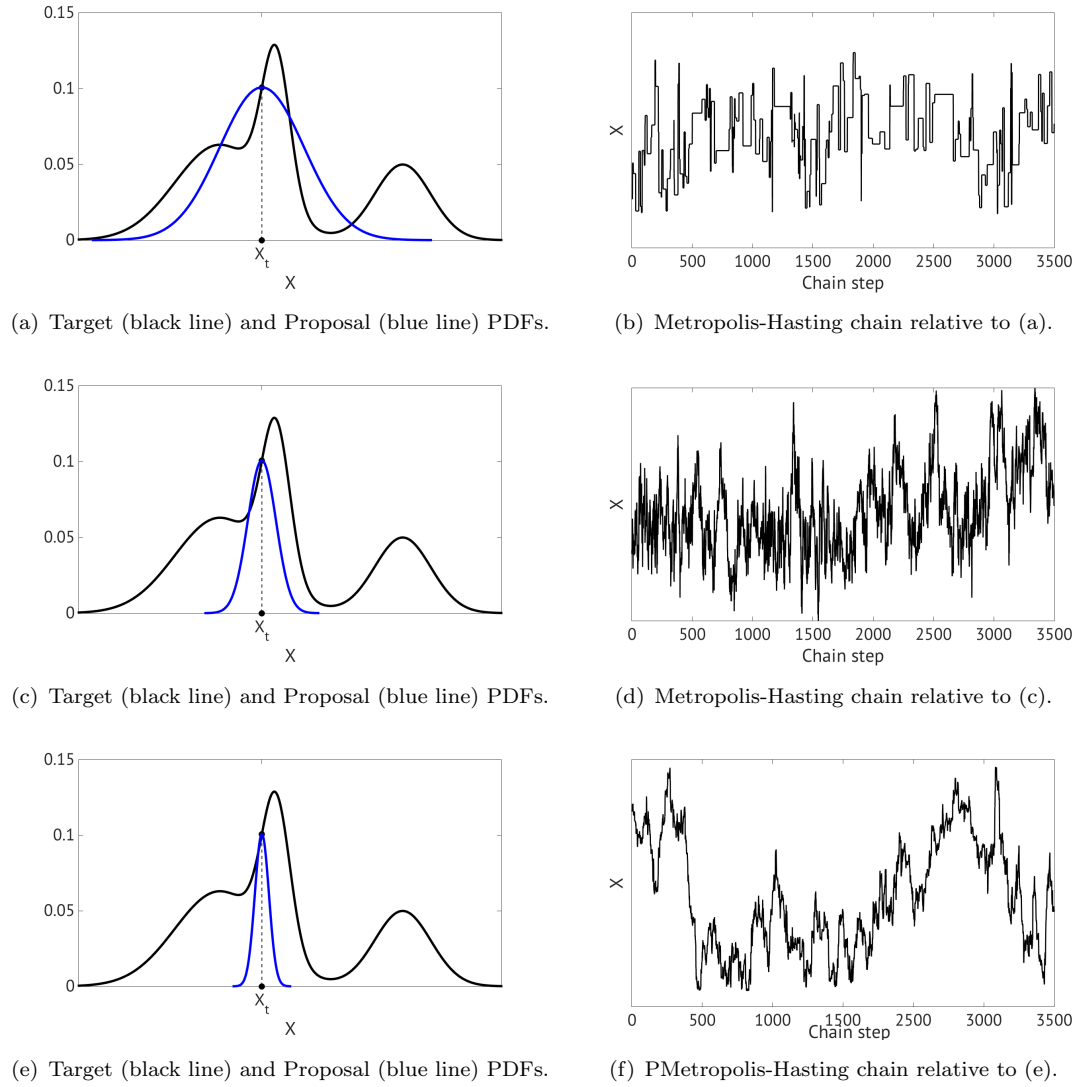 0.15
0.1
0.05
0
X_t
X
X
0 500 1000 1500 2000 2500 3000 3500
Chain step
(a) Target (black line) and Proposal (blue line) PDFs.
(b) Metropolis-Hasting chain relative to (a).
0.15
0.1
0.05
0
X_t
X
X
0 500 1000 1500 2000 2500 3000 3500
Chain step
(c) Target (black line) and Proposal (blue line) PDFs.
(d) Metropolis-Hasting chain relative to (c).
0.15
0.1
0.05
0
X_t
X
X
0 500 1000 1500 2000 2500 3000 3500
Chain step
(e) Target (black line) and Proposal (blue line) PDFs.
(f) PMetropolis-Hasting chain relative to (e).